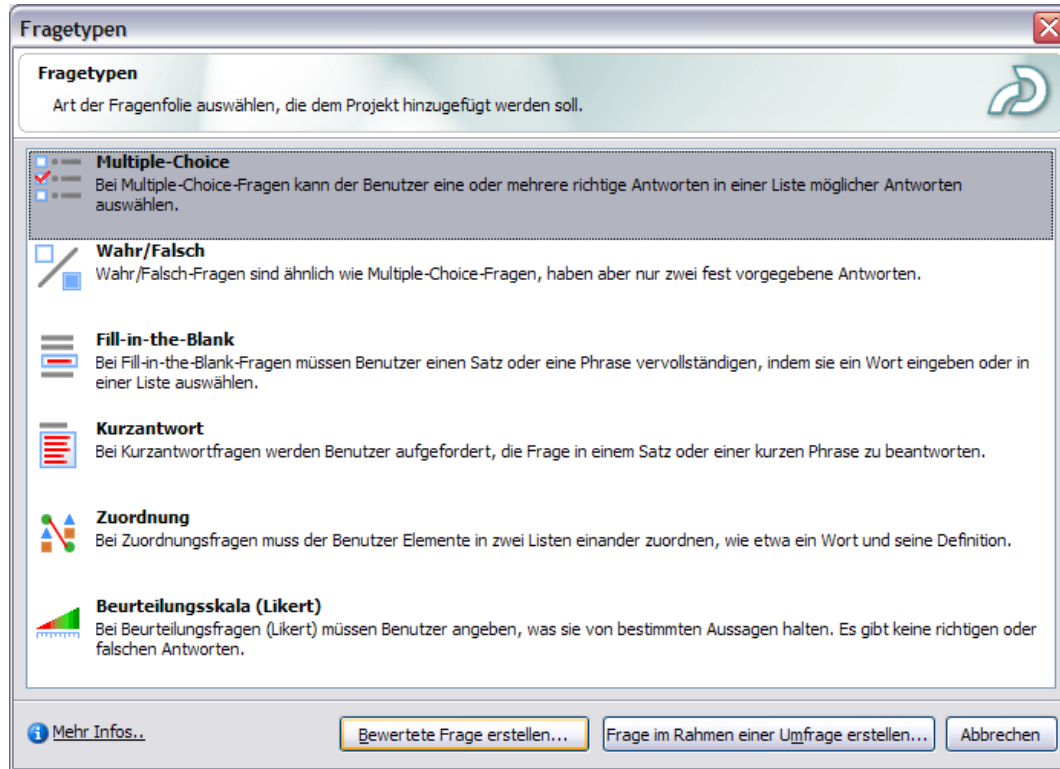 Fragetypen
Fragetypen
Art der Fragenfolie auswählen, die dem Projekt hinzugefügt werden soll.
Multiple-Choice
Bei Multiple-Choice-Fragen kann der Benutzer eine oder mehrere richtige Antworten in einer Liste möglicher Antworten
auswählen.
Wahr/Falsch
Wahr/Falsch-Fragen sind ähnlich wie Multiple-Choice-Fragen, haben aber nur zwei fest vorgegebene Antworten.
Fill-in-the-Blank
Bei Fill-in-the-Blank-Fragen müssen Benutzer einen Satz oder eine Phrase vervollständigen, indem sie ein Wort eingeben oder in
einer Liste auswählen.
Kurzantwort
Bei Kurzantwortfragen werden Benutzer aufgefordert, die Frage in einem Satz oder einer kurzen Phrase zu beantworten.
Zuordnung
Bei Zuordnungsfragen muss der Benutzer Elemente in zwei Listen einander zuordnen, wie etwa ein Wort und seine Definition.
Beurteilungsskala (Likert)
Bei Beurteilungsfragen (Likert) müssen Benutzer angeben, was sie von bestimmten Aussagen halten. Es gibt keine richtigen oder
falschen Antworten.
Mehr Infos.. Bewertete Frage erstellen... Frage im Rahmen einer Umfrage erstellen... Abbrechen